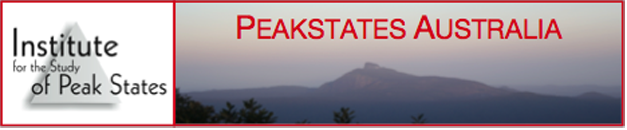 Institute
for the Study
of Peak States
PEAKSTATES AUSTRALIA